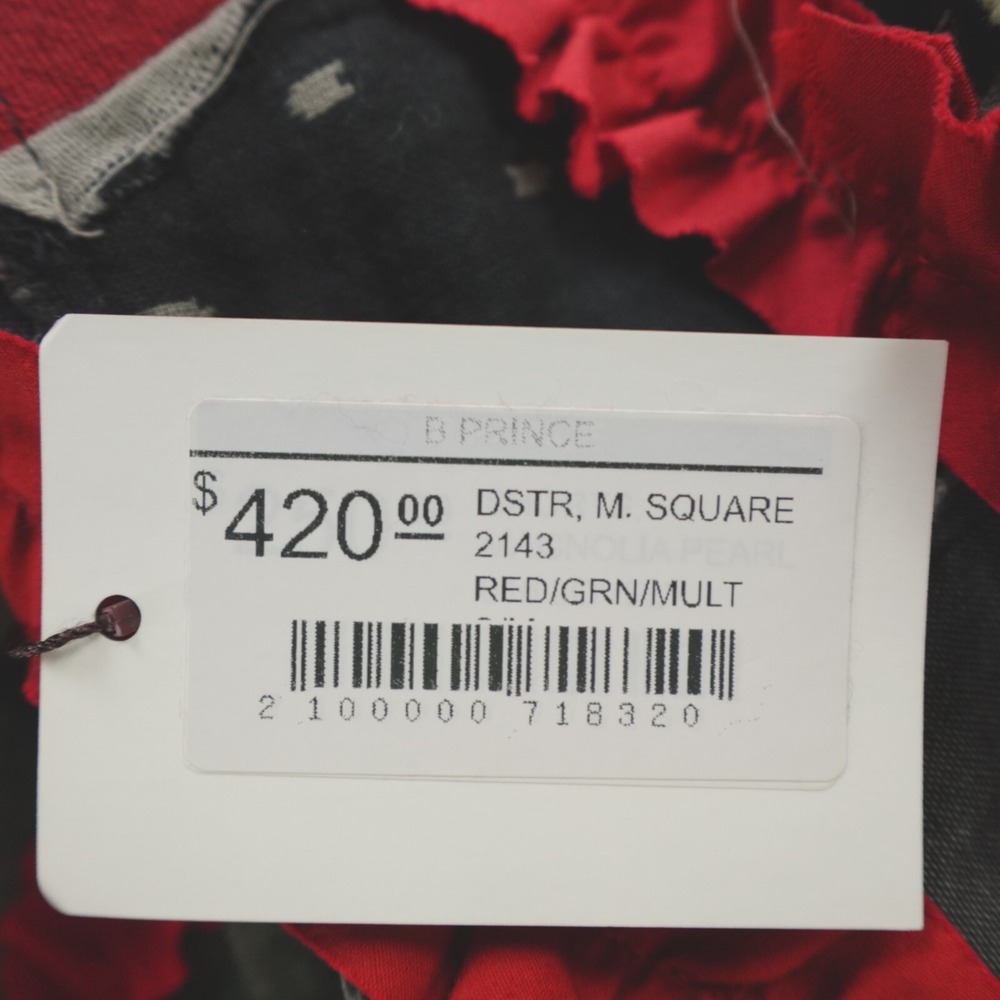 B PRINCE
$420.00
DSTR, M. SQUARE
2143
RED/GRN/MULT
2 100000 718320